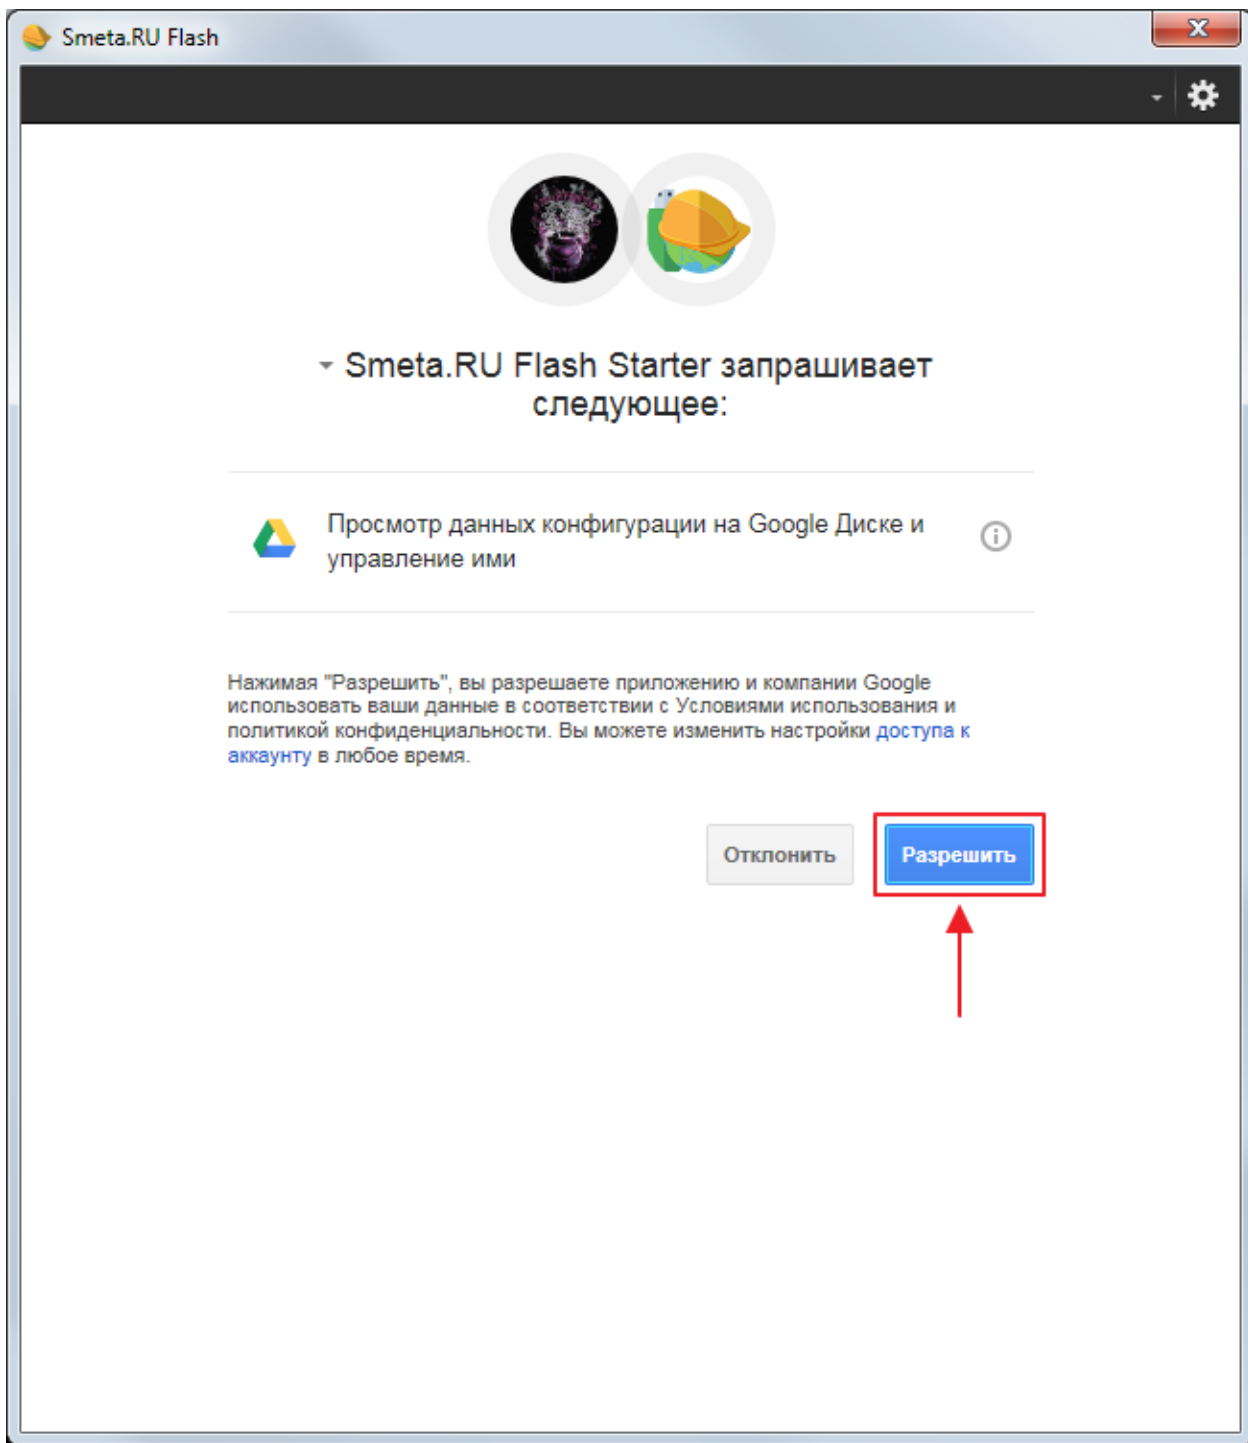 Smeta.RU Flash
Smeta.RU Flash Starter запрашивает
следующее:
Просмотр данных конфигурации на Google Диске и
управление ими
Нажимая "Разрешить", вы разрешаете приложению и компании Google
использовать ваши данные в соответствии с Условиями использования и
политикой конфиденциальности. Вы можете изменить настройки доступа к
аккаунту в любое время.
Отклонить
Разрешить